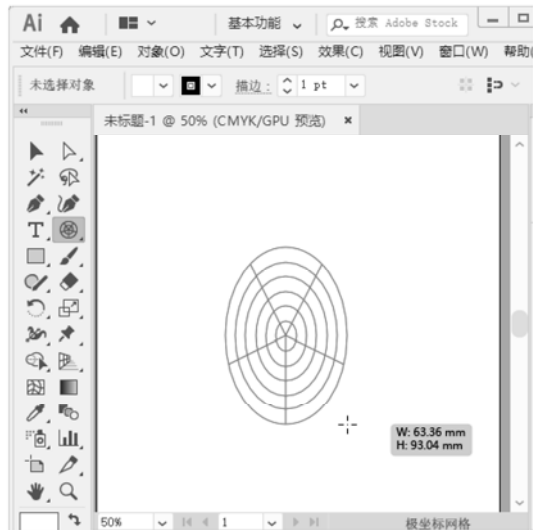 Ai 基本功能 搜索 Adobe Stock
文件(F) 编辑(E) 对象(O) 文字(T) 选择(S) 效果(C) 视图(V) 窗口(W) 帮助(
未选择对象 描边: 1 pt
未标题-1 @ 50% (CMYK/GPU 预览) ×
T
W: 63.36 mm
H: 93.04 mm
50% 1 极坐标网格